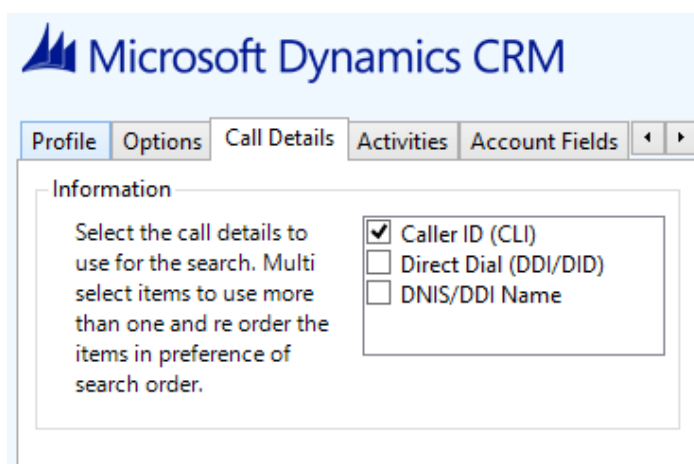 Microsoft Dynamics CRM
Profile Options Call Details Activities Account Fields
Information
Select the call details to
use for the search. Multi
select items to use more
than one and re order the
items in preference of
search order.
Caller ID (CLI)
Direct Dial (DDI/DID)
DNIS/DDI Name